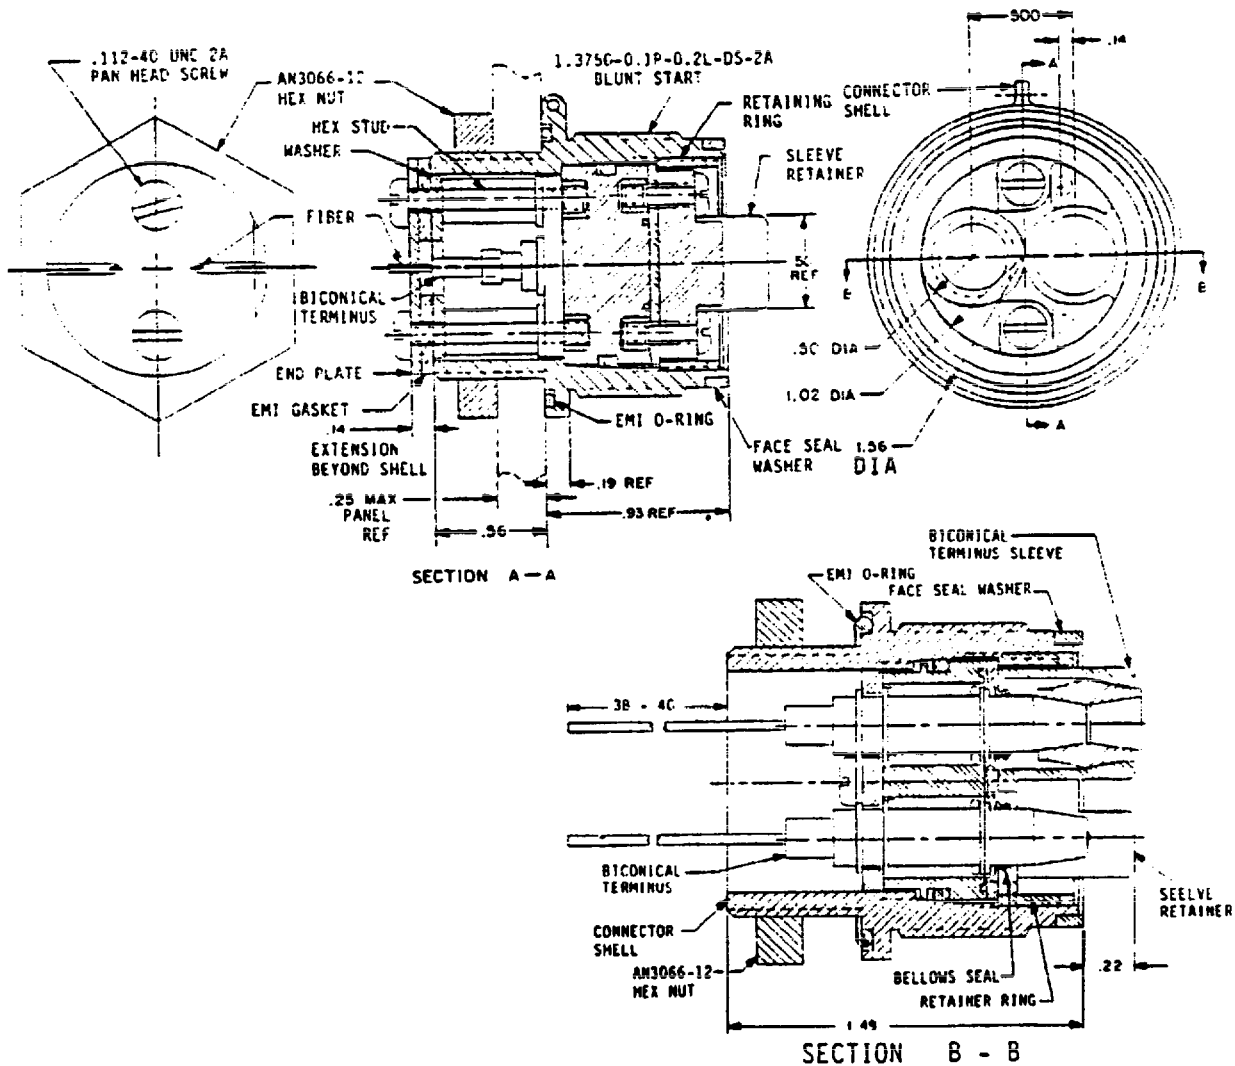 .112-40 UNC 2A
PAN HEAD SCREW
AN3066-12
HEX NUT
HEX STUD
WASHER
FIBER
BICONICAL
TERMINUS
END PLATE
EMI GASKET
.14
EXTENSION
BEYOND SHELL
.25 MAX
PANEL
REF
.56
SECTION A-A
1.375G-0.1P-0.2L-DS-2A
BLUNT START
RETAINING
RING
SLEEVE
RETAINER
REF
EMI O-RING
FACE SEAL
WASHER
.19 REF
.93 REF
.500
.14
A
CONNECTOR
SHELL
B
B
.50 DIA
1.02 DIA
1.56
DIA
A
BICONICAL
TERMINUS SLEEVE
EMI O-RING
FACE SEAL WASHER
38 - 40
BICONICAL
TERMINUS
CONNECTOR
SHELL
AN3066-12
HEX NUT
SEELVE
RETAINER
.22
BELLOWS SEAL
RETAINER RING
1.49
SECTION B - B